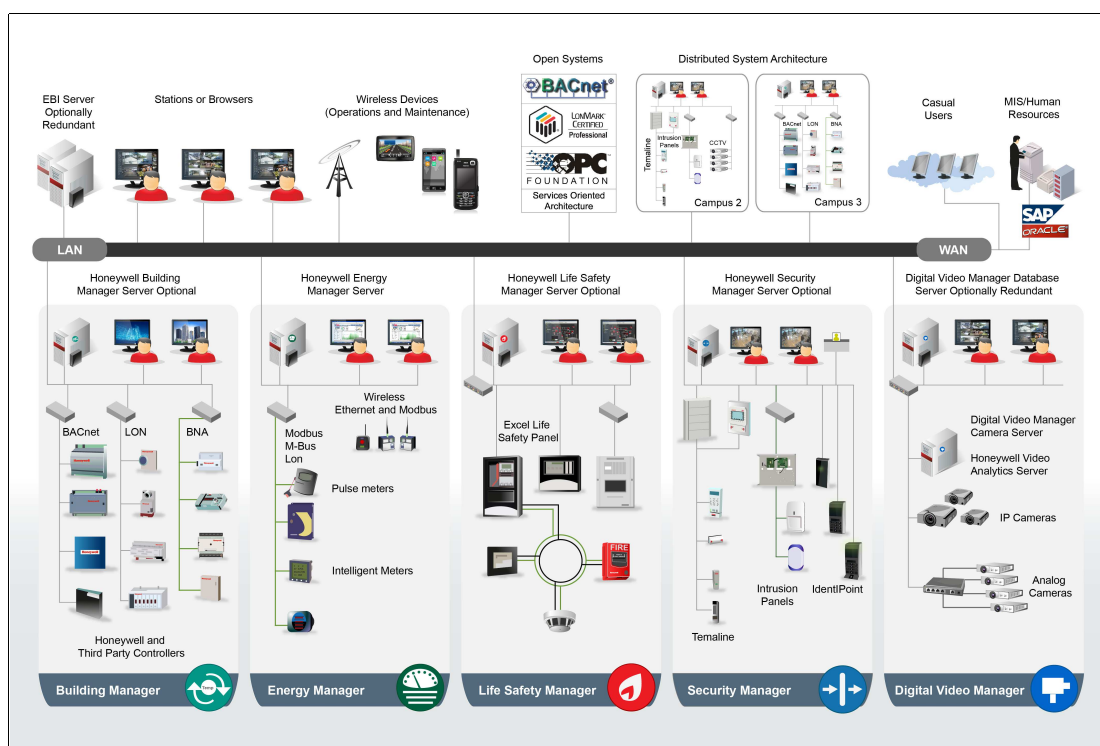 Open Systems
Distributed System Architecture
EBI Server
Optionally
Redundant
Stations or Browsers
Wireless Devices
(Operations and Maintenance)
BACnet®
LONMARK®
CERTIFIED
Professional
OPC
FOUNDATION
Services Oriented
Architecture
Temaline
Intrusion
Panels
CCTV
Campus 2
BACnet
LON
BNA
Campus 3
Casual
Users
MIS/Human
Resources
SAP
ORACLE
LAN
WAN
Honeywell Building
Manager Server Optional
Honeywell Energy
Manager Server
Honeywell Life Safety
Manager Server Optional
Honeywell Security
Manager Server Optional
Digital Video Manager Database
Server Optionally Redundant
BACnet
LON
BNA
Honeywell
Honeywell and
Third Party Controllers
Wireless
Ethernet and Modbus
Modbus
M-Bus
Lon
Pulse meters
Intelligent Meters
Excel Life
Safety Panel
FIRE
Temaline
Intrusion
Panels
IdentIPoint
Digital Video Manager
Camera Server
Honeywell Video
Analytics Server
IP Cameras
Analog
Cameras
Building Manager
Temp
Energy Manager
Life Safety Manager
Security Manager
Digital Video Manager